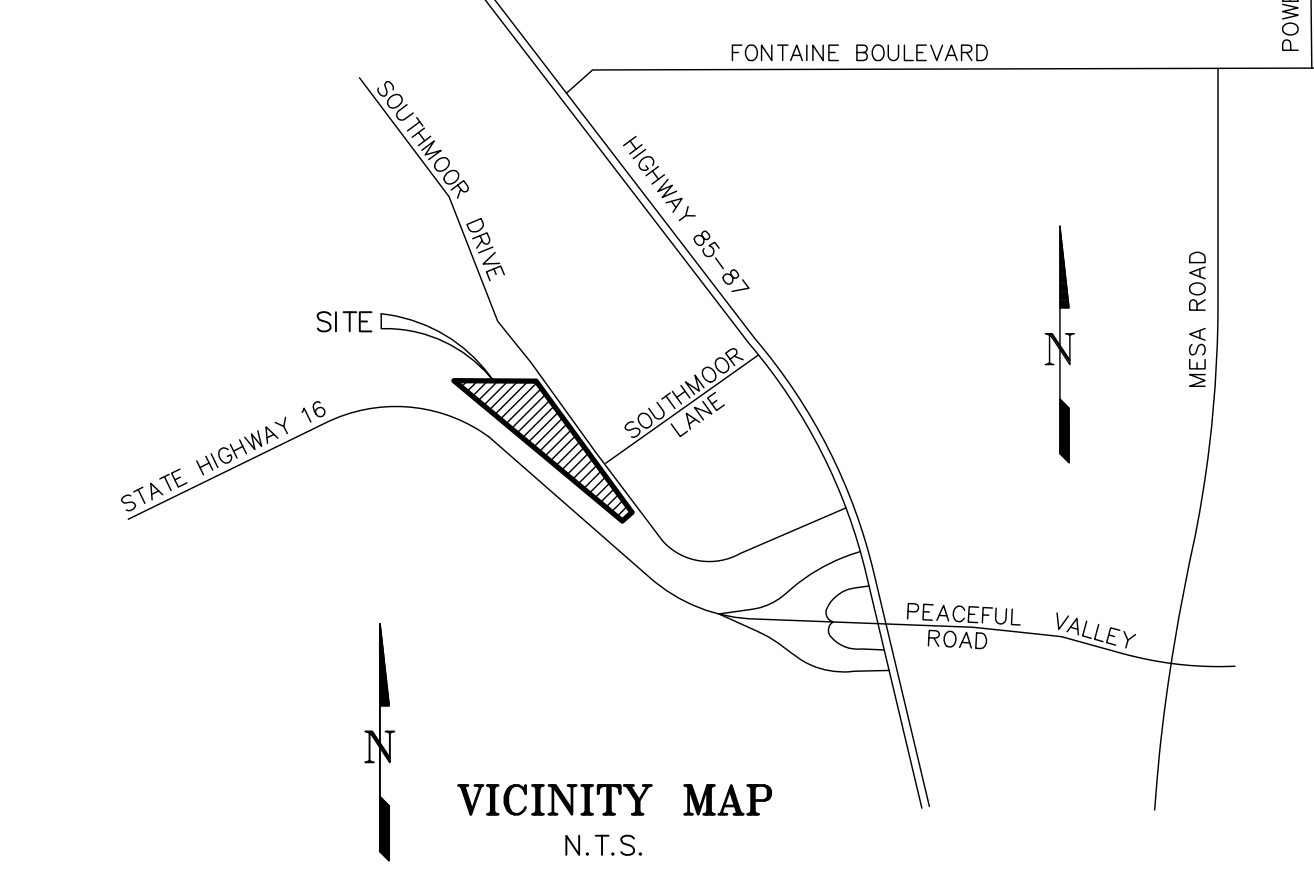 FONTAINE BOULEVARD
SOUTHMOOR DRIVE
HIGHWAY 85-87
MESA ROAD
SITE
SOUTHMOOR
LANE
N
STATE HIGHWAY 16
PEACEFUL VALLEY
ROAD
N
VICINITY MAP
N.T.S.